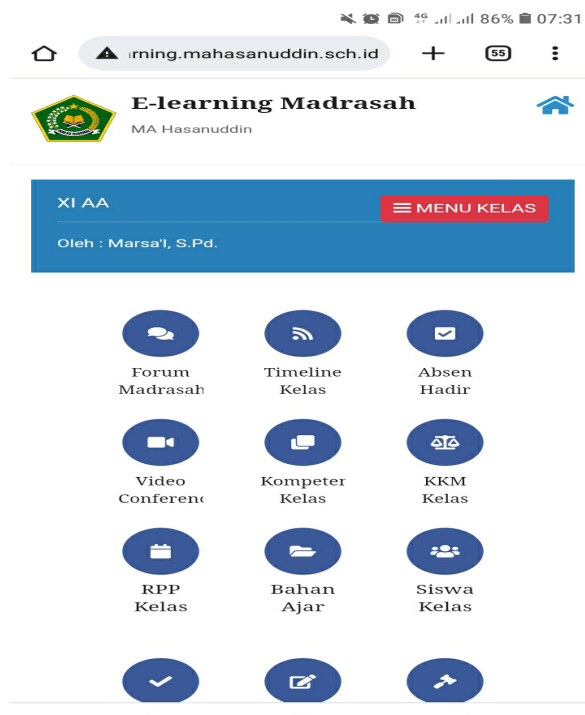 4G 86% 07:31
rning.mahasanuddin.sch.id 55
E-learning Madrasah
MA Hasanuddin
XI AA
MENU KELAS
Oleh : Marsa'I, S.Pd.
Forum Timeline Absen
Madrasah Kelas Hadir
Video Kompeter KKM
Conferenc Kelas Kelas
RPP Bahan Siswa
Kelas Ajar Kelas